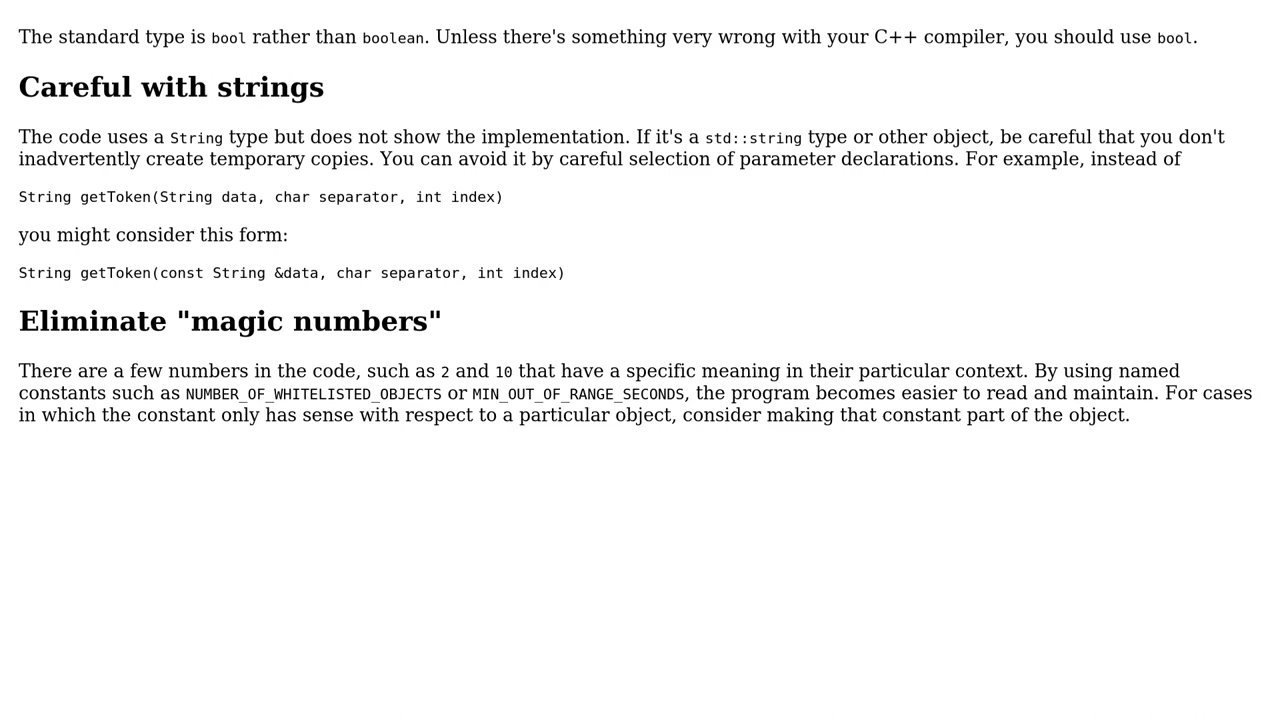 The standard type is bool rather than boolean. Unless there's something very wrong with your C++ compiler, you should use bool.
Careful with strings
The code uses a String type but does not show the implementation. If it's a std::string type or other object, be careful that you don't
inadvertently create temporary copies. You can avoid it by careful selection of parameter declarations. For example, instead of
String getToken(String data, char separator, int index)
you might consider this form:
String getToken(const String &data, char separator, int index)
Eliminate "magic numbers"
There are a few numbers in the code, such as 2 and 10 that have a specific meaning in their particular context. By using named
constants such as NUMBER_OF_WHITELISTED_OBJECTS or MIN_OUT_OF_RANGE_SECONDS, the program becomes easier to read and maintain. For cases
in which the constant only has sense with respect to a particular object, consider making that constant part of the object.